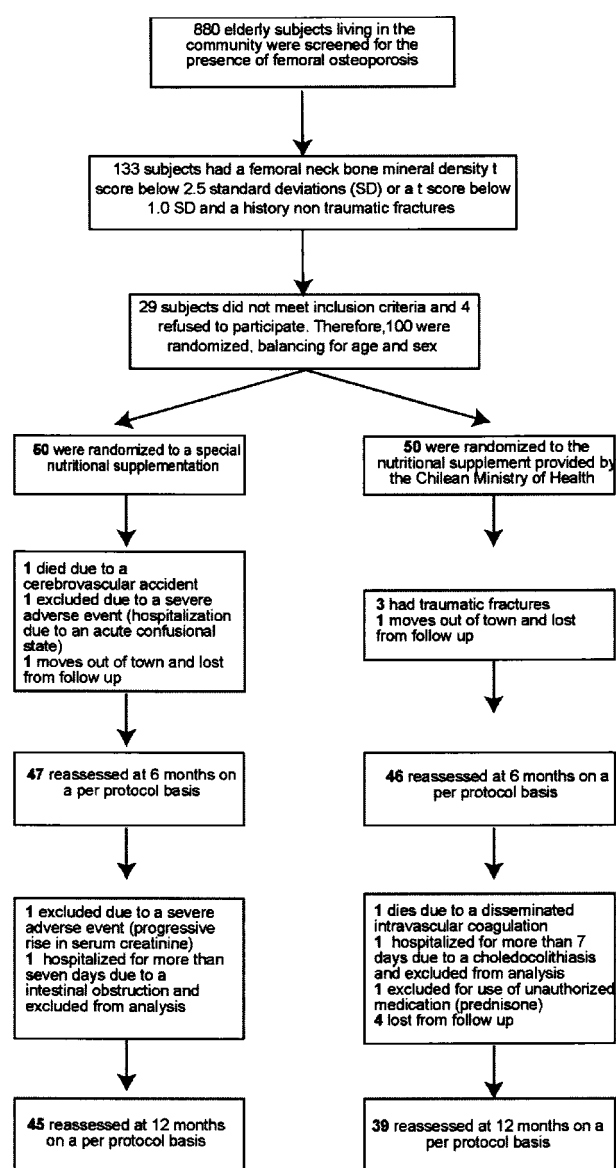 880 elderly subjects living in the
community were screened for the
presence of femoral osteoporosis
133 subjects had a femoral neck bone mineral density t
score below 2.5 standard deviations (SD) or a t score below
1.0 SD and a history non traumatic fractures
29 subjects did not meet inclusion criteria and 4
refused to participate. Therefore,100 were
randomized, balancing for age and sex
60 were randomized to a special
nutritional supplementation
50 were randomized to the
nutritional supplement provided by
the Chilean Ministry of Health
1 died due to a
cerebrovascular accident
1 excluded due to a severe
adverse event (hospitalization
due to an acute confusional
state)
1 moves out of town and lost
from follow up
3 had traumatic fractures
1 moves out of town and lost
from follow up
47 reassessed at 6 months on
a per protocol basis
46 reassessed at 6 months on a
per protocol basis
1 excluded due to a severe
adverse event (progressive
rise in serum creatinine)
1 hospitalized for more than
seven days due to a
intestinal obstruction and
excluded from analysis
1 dies due to a disseminated
intravascular coagulation
1 hospitalized for more than 7
days due to a choledocolithiasis
and excluded from analysis
1 excluded for use of unauthorized
medication (prednisone)
4 lost from follow up
45 reassessed at 12 months
on a per protocol basis
39 reassessed at 12 months on a
per protocol basis